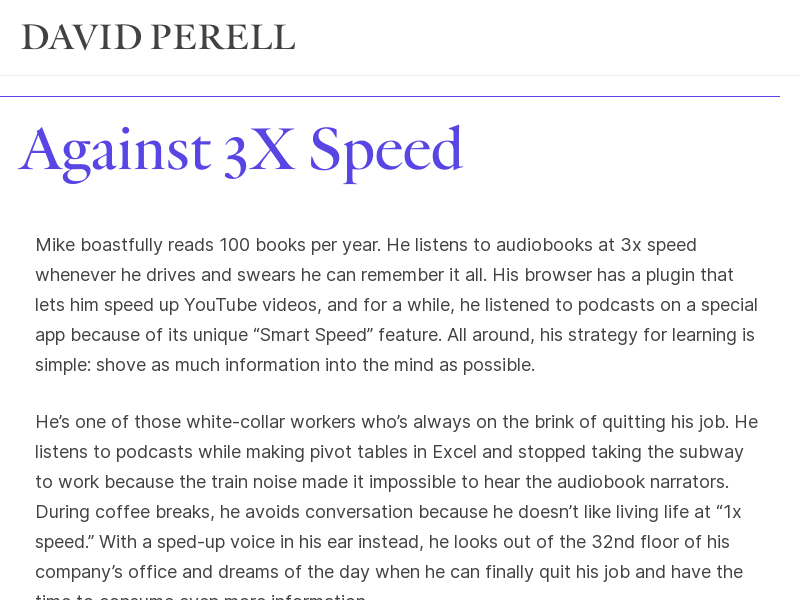 DAVID PERELL
Against 3X Speed
Mike boastfully reads 100 books per year. He listens to audiobooks at 3x speed
whenever he drives and swears he can remember it all. His browser has a plugin that
lets him speed up YouTube videos, and for a while, he listened to podcasts on a special
app because of its unique “Smart Speed” feature. All around, his strategy for learning is
simple: shove as much information into the mind as possible.
He’s one of those white-collar workers who’s always on the brink of quitting his job. He
listens to podcasts while making pivot tables in Excel and stopped taking the subway
to work because the train noise made it impossible to hear the audiobook narrators.
During coffee breaks, he avoids conversation because he doesn’t like living life at “1x
speed.” With a sped-up voice in his ear instead, he looks out of the 32nd floor of his
company’s office and dreams of the day when he can finally quit his job and have the
time to consume even more information.